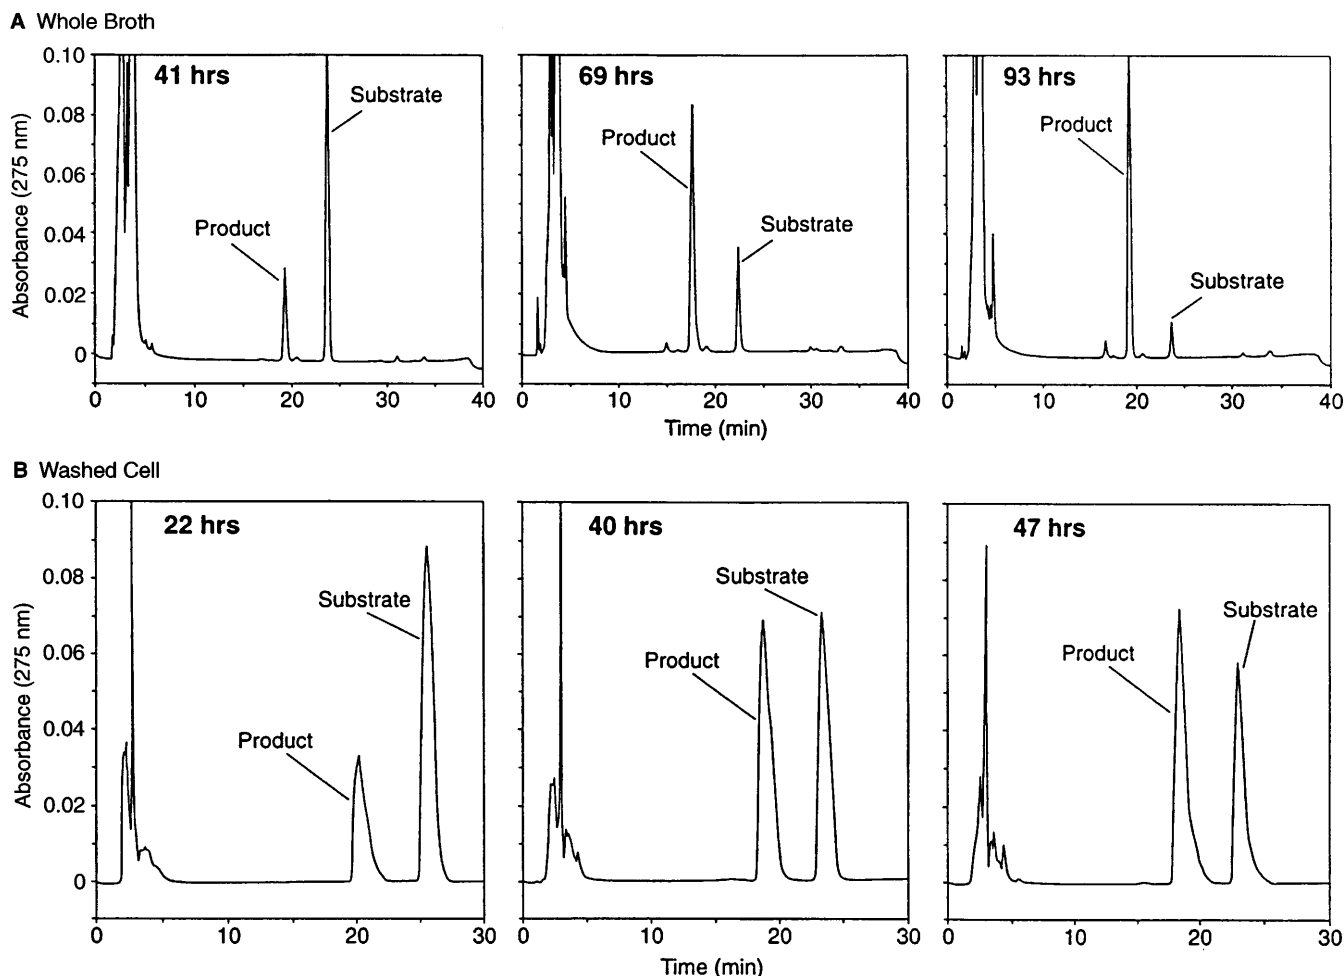 A Whole Broth
0.10
0.08
0.06
0.04
0.02
0
Absorbance (275 nm)
41 hrs
Substrate
Product
0 10 20 30 40
69 hrs
Product
Substrate
0 10 20 30 40
93 hrs
Product
Substrate
0 10 20 30 40
Time (min)
B Washed Cell
0.10
0.08
0.06
0.04
0.02
0
Absorbance (275 nm)
22 hrs
Substrate
Product
0 10 20 30
40 hrs
Substrate
Product
0 10 20 30
47 hrs
Substrate
Product
0 10 20 30
Time (min)